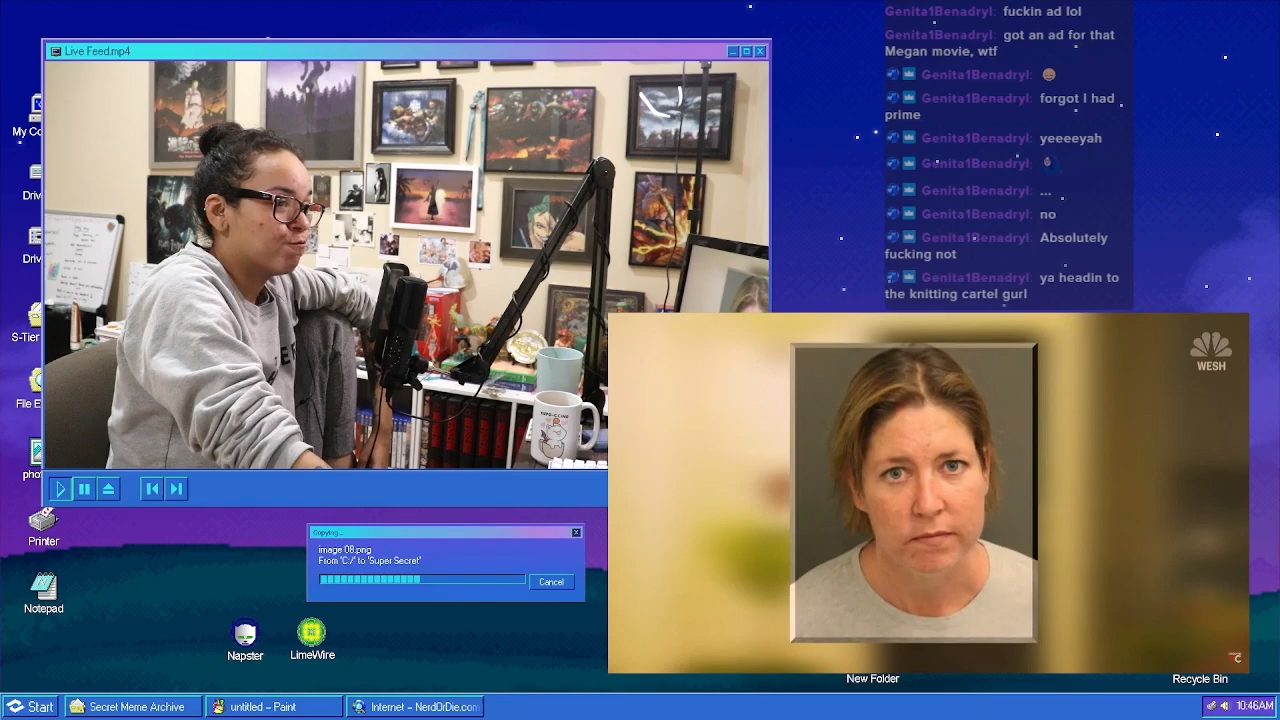 Genita1Benadryl: fuckin ad lol
Genita1Benadryl: got an ad for that
Megan movie, wtf
Genita1Benadryl:
Genita1Benadryl: forgot I had
prime
Genita1Benadryl: yeeeeyah
Genita1Benadryl:
Genita1Benadryl: ...
Genita1Benadryl: no
Genita1Benadryl: Absolutely
fucking not
Genita1Benadryl: ya headin to
the knitting cartel gurl
Live Feed.mp4
My Co
Driv
Driv
S-Tier
File E
phot
WESH
Copying...
image 08.png
From 'C:/' to 'Super Secret'
Cancel
Printer
Notepad
Napster
LimeWire
New Folder
Recycle Bin
Start
Secret Meme Archive
untitled - Paint
Internet - NerdOrDie.com
10:46AM